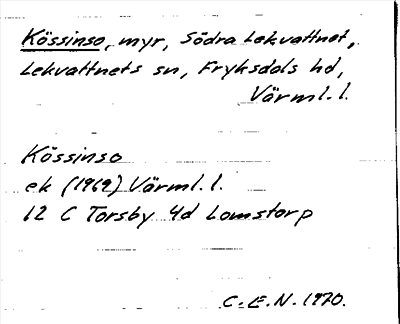 Kössinso, myr, Södra Lekvattnet,
Lekvattnets sn, Fryksdals hd,
Värml. l.
Kössinso
ek (1969) Värml. l.
12 C Torsby 4d Lomstorp
C.E.N. 1970.